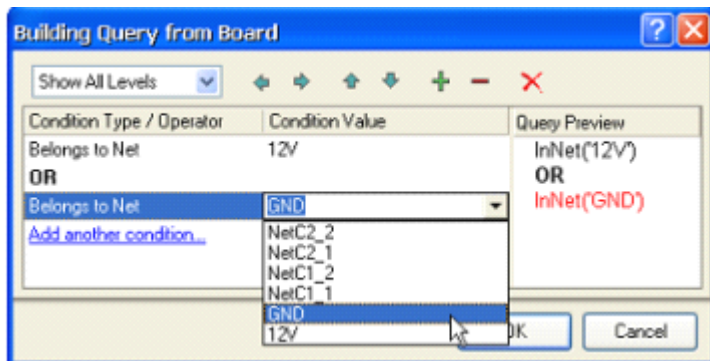 Building Query from Board
Show All Levels
Condition Type / Operator
Condition Value
Query Preview
Belongs to Net
12V
InNet('12V')
OR
OR
Belongs to Net
GND
InNet('GND')
Add another condition...
NetC2_2
NetC2_1
NetC1_2
NetC1_1
GND
12V
Cancel